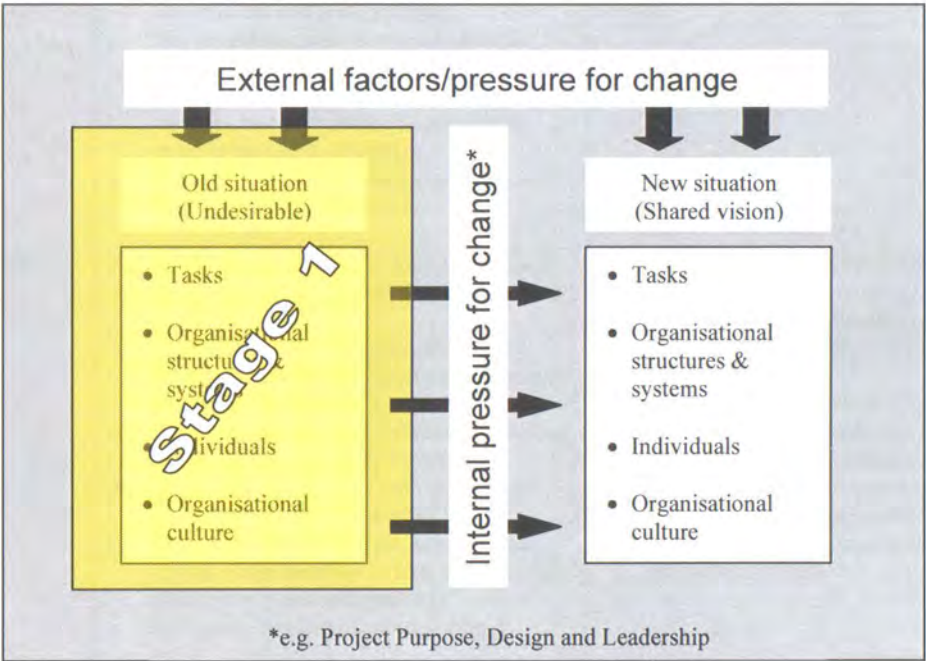 External factors/pressure for change
Old situation
(Undesirable)
• Tasks
• Organisational
structures &
systems
• Individuals
• Organisational
culture
Stage 1
Internal pressure for change*
New situation
(Shared vision)
• Tasks
• Organisational
structures &
systems
• Individuals
• Organisational
culture
*e.g. Project Purpose, Design and Leadership